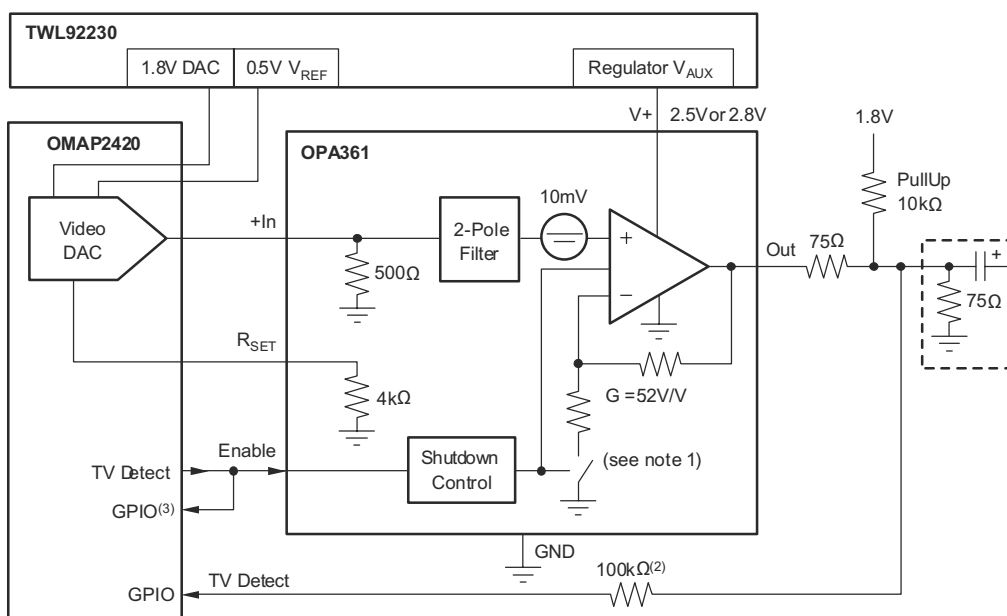 TWL92230
1.8V DAC
0.5V VREF
Regulator VAUX
V+
2.5V or 2.8V
1.8V
OMAP2420
OPA361
PullUp
10kΩ
10mV
Video
DAC
+In
2-Pole
Filter
+
Out
75Ω
+
500Ω
−
75Ω
RSET
G =52V/V
4kΩ
Enable
Shutdown
Control
(see note 1)
TV Detect
GPIO(3)
GND
100kΩ(2)
TV Detect
GPIO